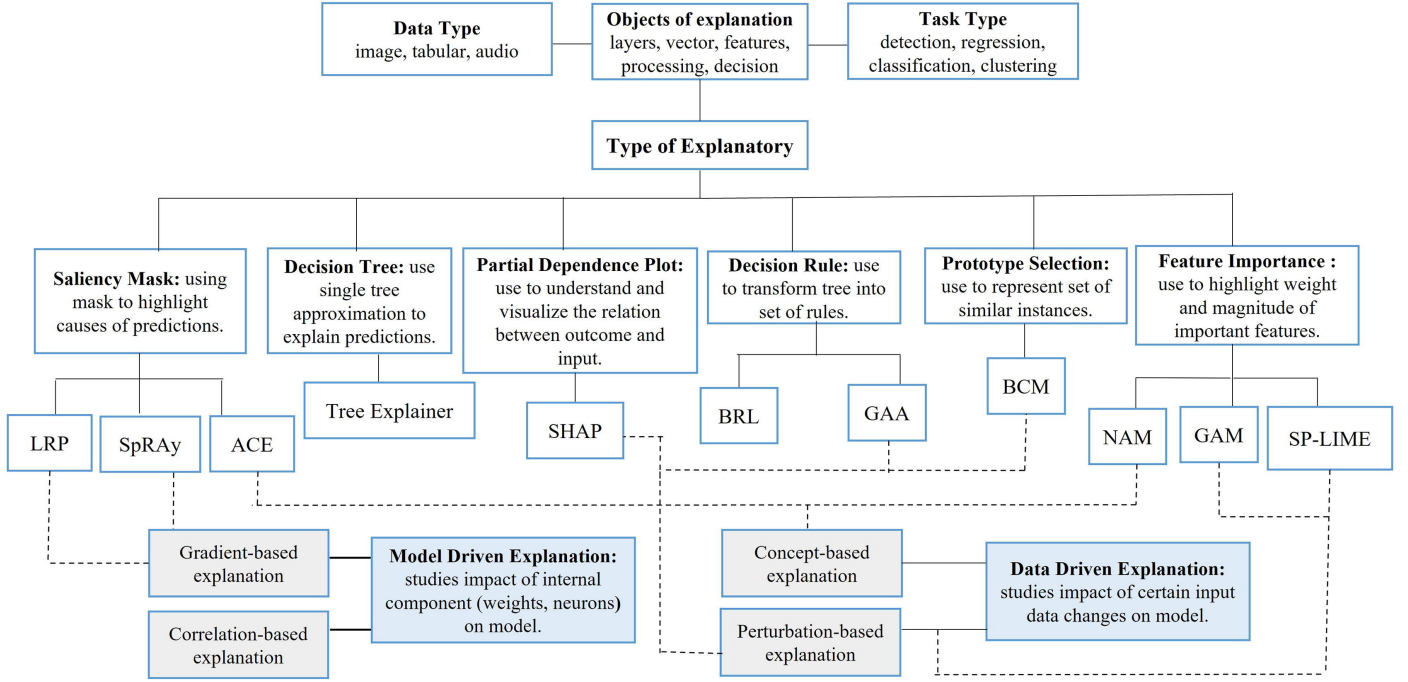 Data Type
image, tabular, audio
Objects of explanation
layers, vector, features,
processing, decision
Task Type
detection, regression,
classification, clustering
Type of Explanatory
Saliency Mask: using
mask to highlight
causes of predictions.
Decision Tree: use
single tree
approximation to
explain predictions.
Partial Dependence Plot:
use to understand and
visualize the relation
between outcome and
input.
Decision Rule: use
to transform tree into
set of rules.
Prototype Selection:
use to represent set of
similar instances.
Feature Importance :
use to highlight weight
and magnitude of
important features.
LRP
SpRAy
ACE
Tree Explainer
SHAP
BRL
GAA
BCM
NAM
GAM
SP-LIME
Gradient-based
explanation
Correlation-based
explanation
Model Driven Explanation:
studies impact of internal
component (weights, neurons)
on model.
Concept-based
explanation
Perturbation-based
explanation
Data Driven Explanation:
studies impact of certain input
data changes on model.